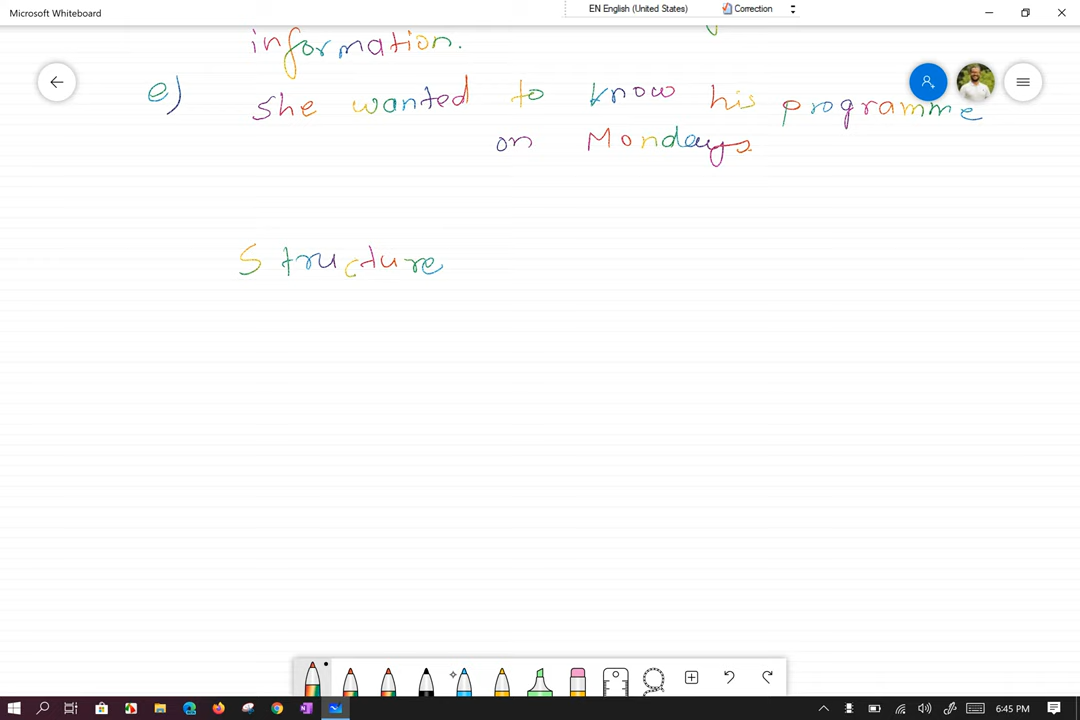 Microsoft Whiteboard
EN English (United States)
Correction
information.
e) She wanted to know his programme
on Mondays
Structure
6:45 PM